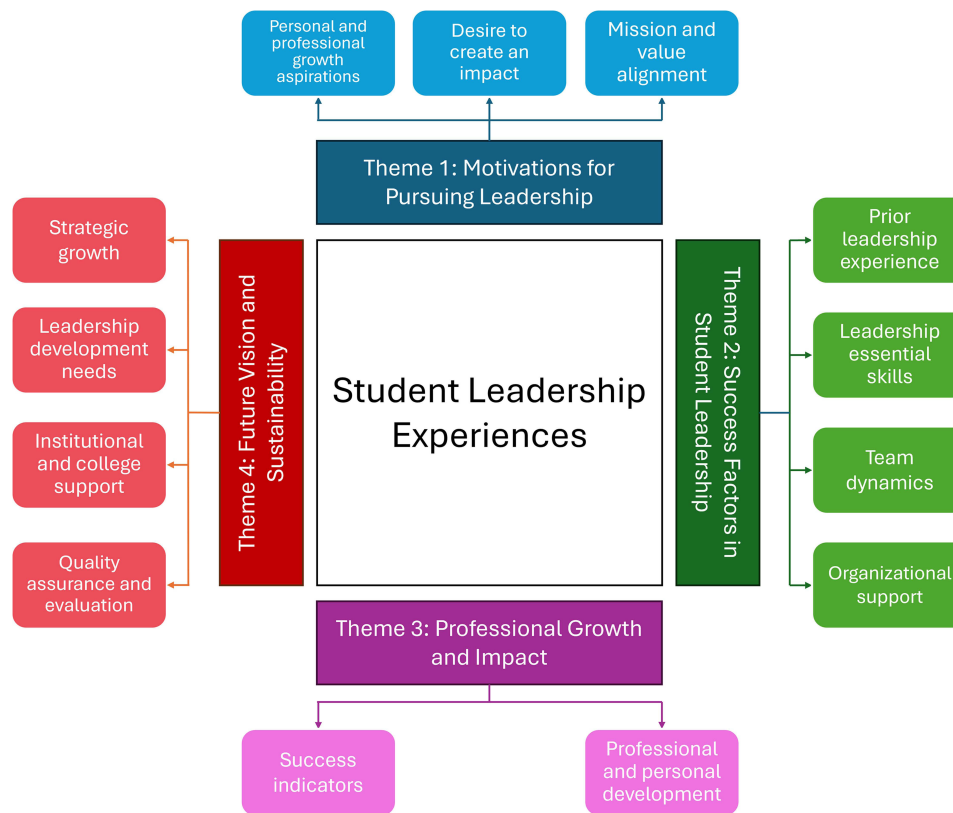 Personal and
professional
growth
aspirations
Desire to
create an
impact
Mission and
value
alignment
Theme 1: Motivations for
Pursuing Leadership
Strategic
growth
Leadership
development
needs
Institutional
and college
support
Quality
assurance and
evaluation
Theme 4: Future Vision and
Sustainability
Student Leadership
Experiences
Theme 2: Success Factors in
Student Leadership
Prior
leadership
experience
Leadership
essential
skills
Team
dynamics
Organizational
support
Theme 3: Professional Growth
and Impact
Success
indicators
Professional
and personal
development